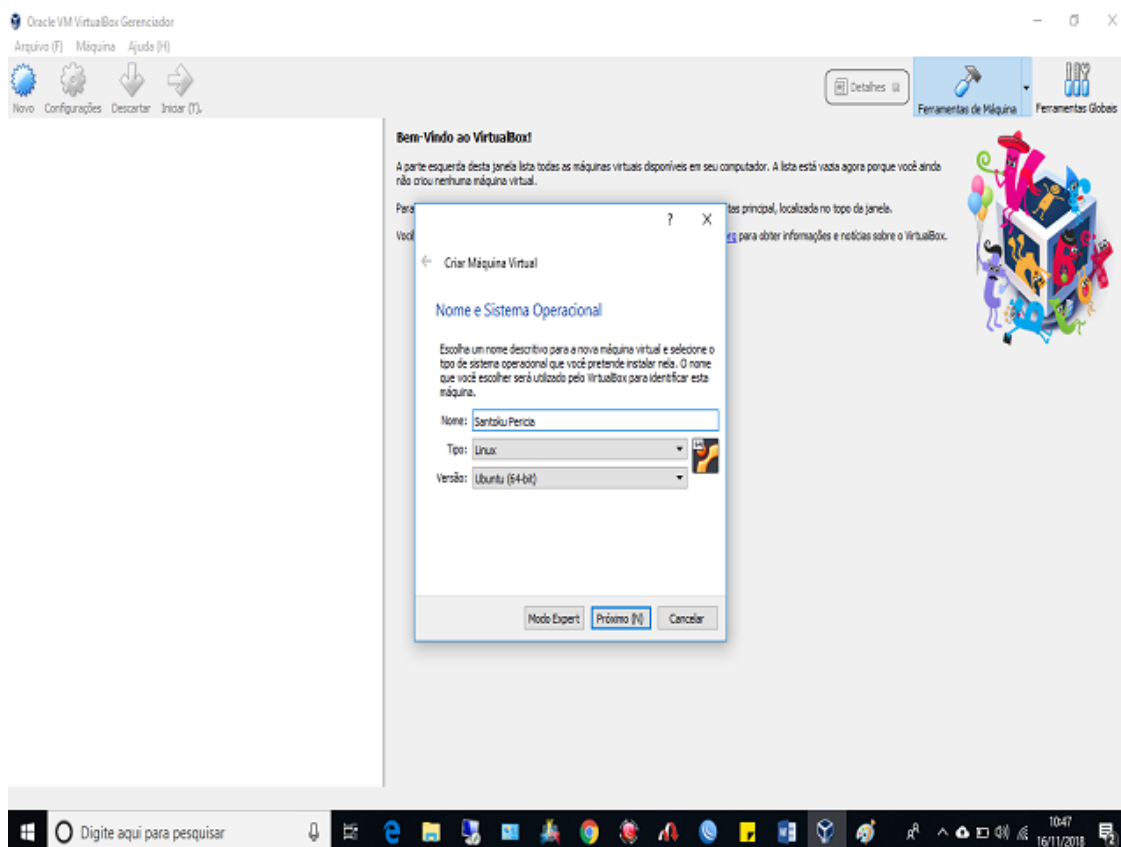 Oracle VM VirtualBox Gerenciador
Arquivo (F) Máquina Ajuda (H)
Novo Configurações Descartar Iniciar (T)
Detalhes
Ferramentas de Máquina
Ferramentas Globais
Bem-Vindo ao VirtualBox!
A parte esquerda desta janela lista todas as máquinas virtuais disponíveis em seu computador. A lista está vazia agora porque você ainda
não criou nenhuma máquina virtual.
Para
tas principal, localizada no topo da janela.
Você
org para obter informações e notícias sobre o VirtualBox.
? X
Criar Máquina Virtual
Nome e Sistema Operacional
Escolha um nome descritivo para a nova máquina virtual e selecione o
tipo de sistema operacional que você pretende instalar nela. O nome
que você escolher será utilizado pelo VirtualBox para identificar esta
máquina.
Nome: Santoku Pericia
Tipo: Linux
Versão: Ubuntu (64-bit)
Modo Expert Próximo (N) Cancelar
Digite aqui para pesquisar
10:47
16/11/2018